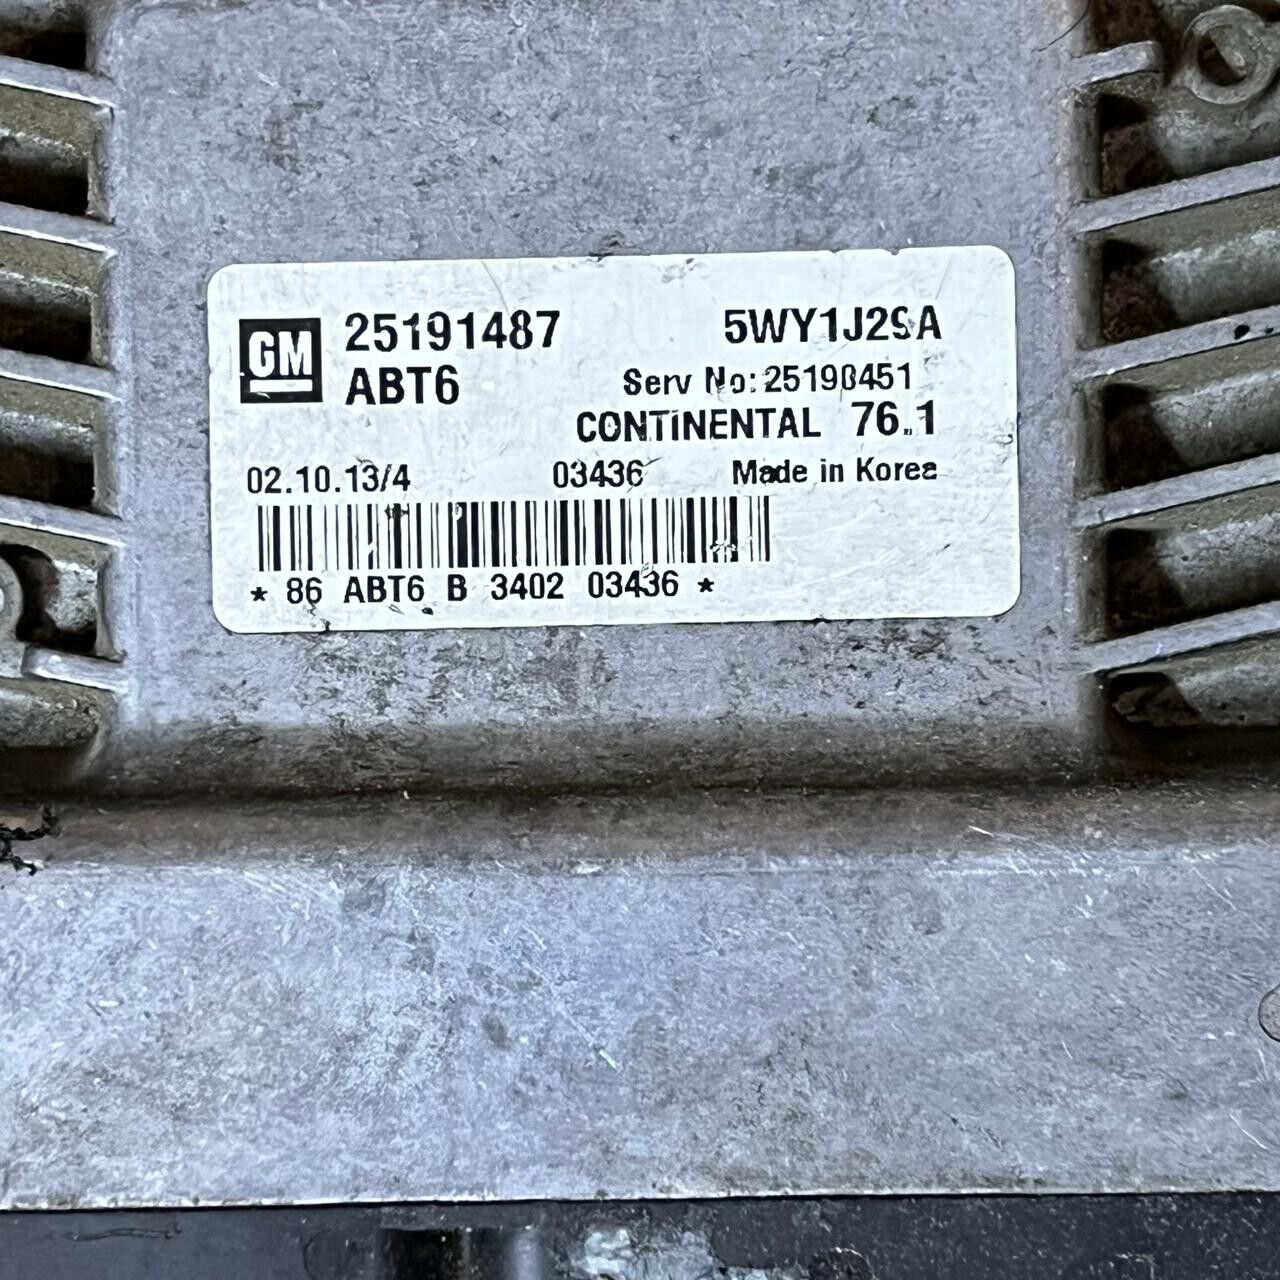 GM 25191487 5WY1J29A
ABT6 Serv No: 25190451
CONTINENTAL 76.1
02.10.13/4 03436 Made in Korea
* 86 ABT6 B 3402 03436 *